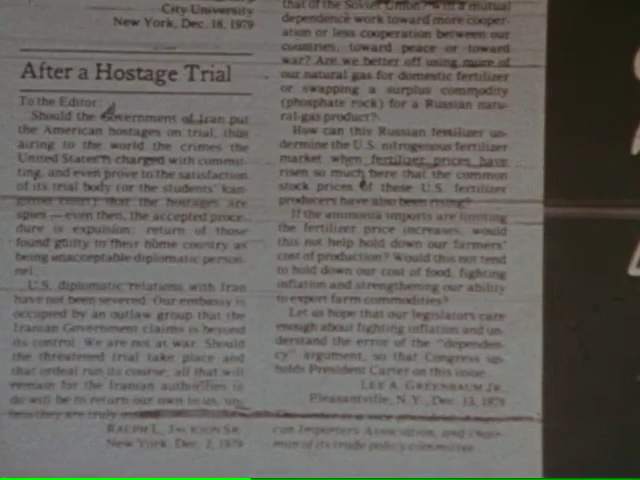 City University
New York, Dec. 18, 1979
After a Hostage Trial
To the Editor:
Should the Government of Iran put
the American hostages on trial, thus
airing to the world the crimes the
United States is charged with commit-
ting, and even prove to the satisfaction
of its trial body (or the students' kan-
garoo court) that the hostages are
spies — even then, the accepted proce-
dure is expulsion: return of those
found guilty to their home country as
being unacceptable diplomatic person-
nel.
U.S. diplomatic relations with Iran
have not been severed. Our embassy is
occupied by an outlaw group that the
Iranian Government claims is beyond
its control. We are not at war. Should
the threatened trial take place and
that ordeal run its course, all that will
remain for the Iranian authorities to
do will be to return our own to us, un-
less they are truly
RALPH L. JACKSON SR.
New York, Dec. 7, 1979
that of the Soviet Union? Will a mutual
dependence work toward more cooper-
ation or less cooperation between our
countries, toward peace or toward
war? Are we better off using more of
our natural gas for domestic fertilizer
or swapping a surplus commodity
(phosphate rock) for a Russian natu-
ral-gas product?
How can this Russian fertilizer un-
dermine the U.S. nitrogenous fertilizer
market when fertilizer prices have
risen so much here that the common
stock prices of these U.S. fertilizer
producers have also been rising?
If the ammonia imports are limiting
the fertilizer price increases, would
this not help hold down our farmers'
cost of production? Would this not tend
to hold down our cost of food, fighting
inflation and strengthening our ability
to export farm commodities?
Let us hope that our legislators care
enough about fighting inflation and un-
derstand the error of the "dependen-
cy" argument, so that Congress up-
holds President Carter on this issue.
LEE A. GREENBAUM JR.
Pleasantville, N.Y., Dec. 13, 1979
can Importers Association, and chair-
man of its trade policy committee.